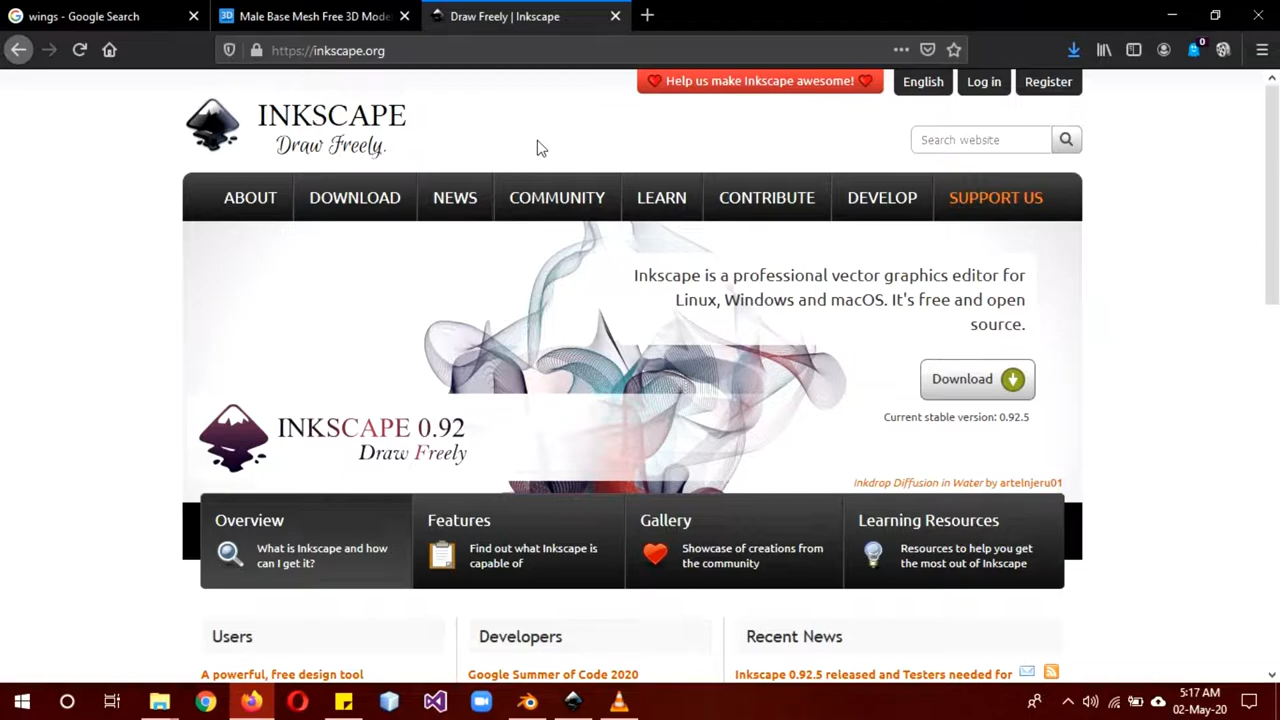 wings - Google Search
Male Base Mesh Free 3D Mode
Draw Freely | Inkscape
https://inkscape.org
0
Help us make Inkscape awesome!
English
Log in
Register
INKSCAPE
Draw Freely.
Search website
ABOUT
DOWNLOAD
NEWS
COMMUNITY
LEARN
CONTRIBUTE
DEVELOP
SUPPORT US
Inkscape is a professional vector graphics editor for
Linux, Windows and macOS. It's free and open
source.
Download
Current stable version: 0.92.5
INKSCAPE 0.92
Draw Freely
Inkdrop Diffusion in Water by artelnjeru01
Overview
What is Inkscape and how
can I get it?
Features
Find out what Inkscape is
capable of
Gallery
Showcase of creations from
the community
Learning Resources
Resources to help you get
the most out of Inkscape
Users
Developers
Recent News
A powerful, free design tool
Google Summer of Code 2020
Inkscape 0.92.5 released and Testers needed for
5:17 AM
02-May-20